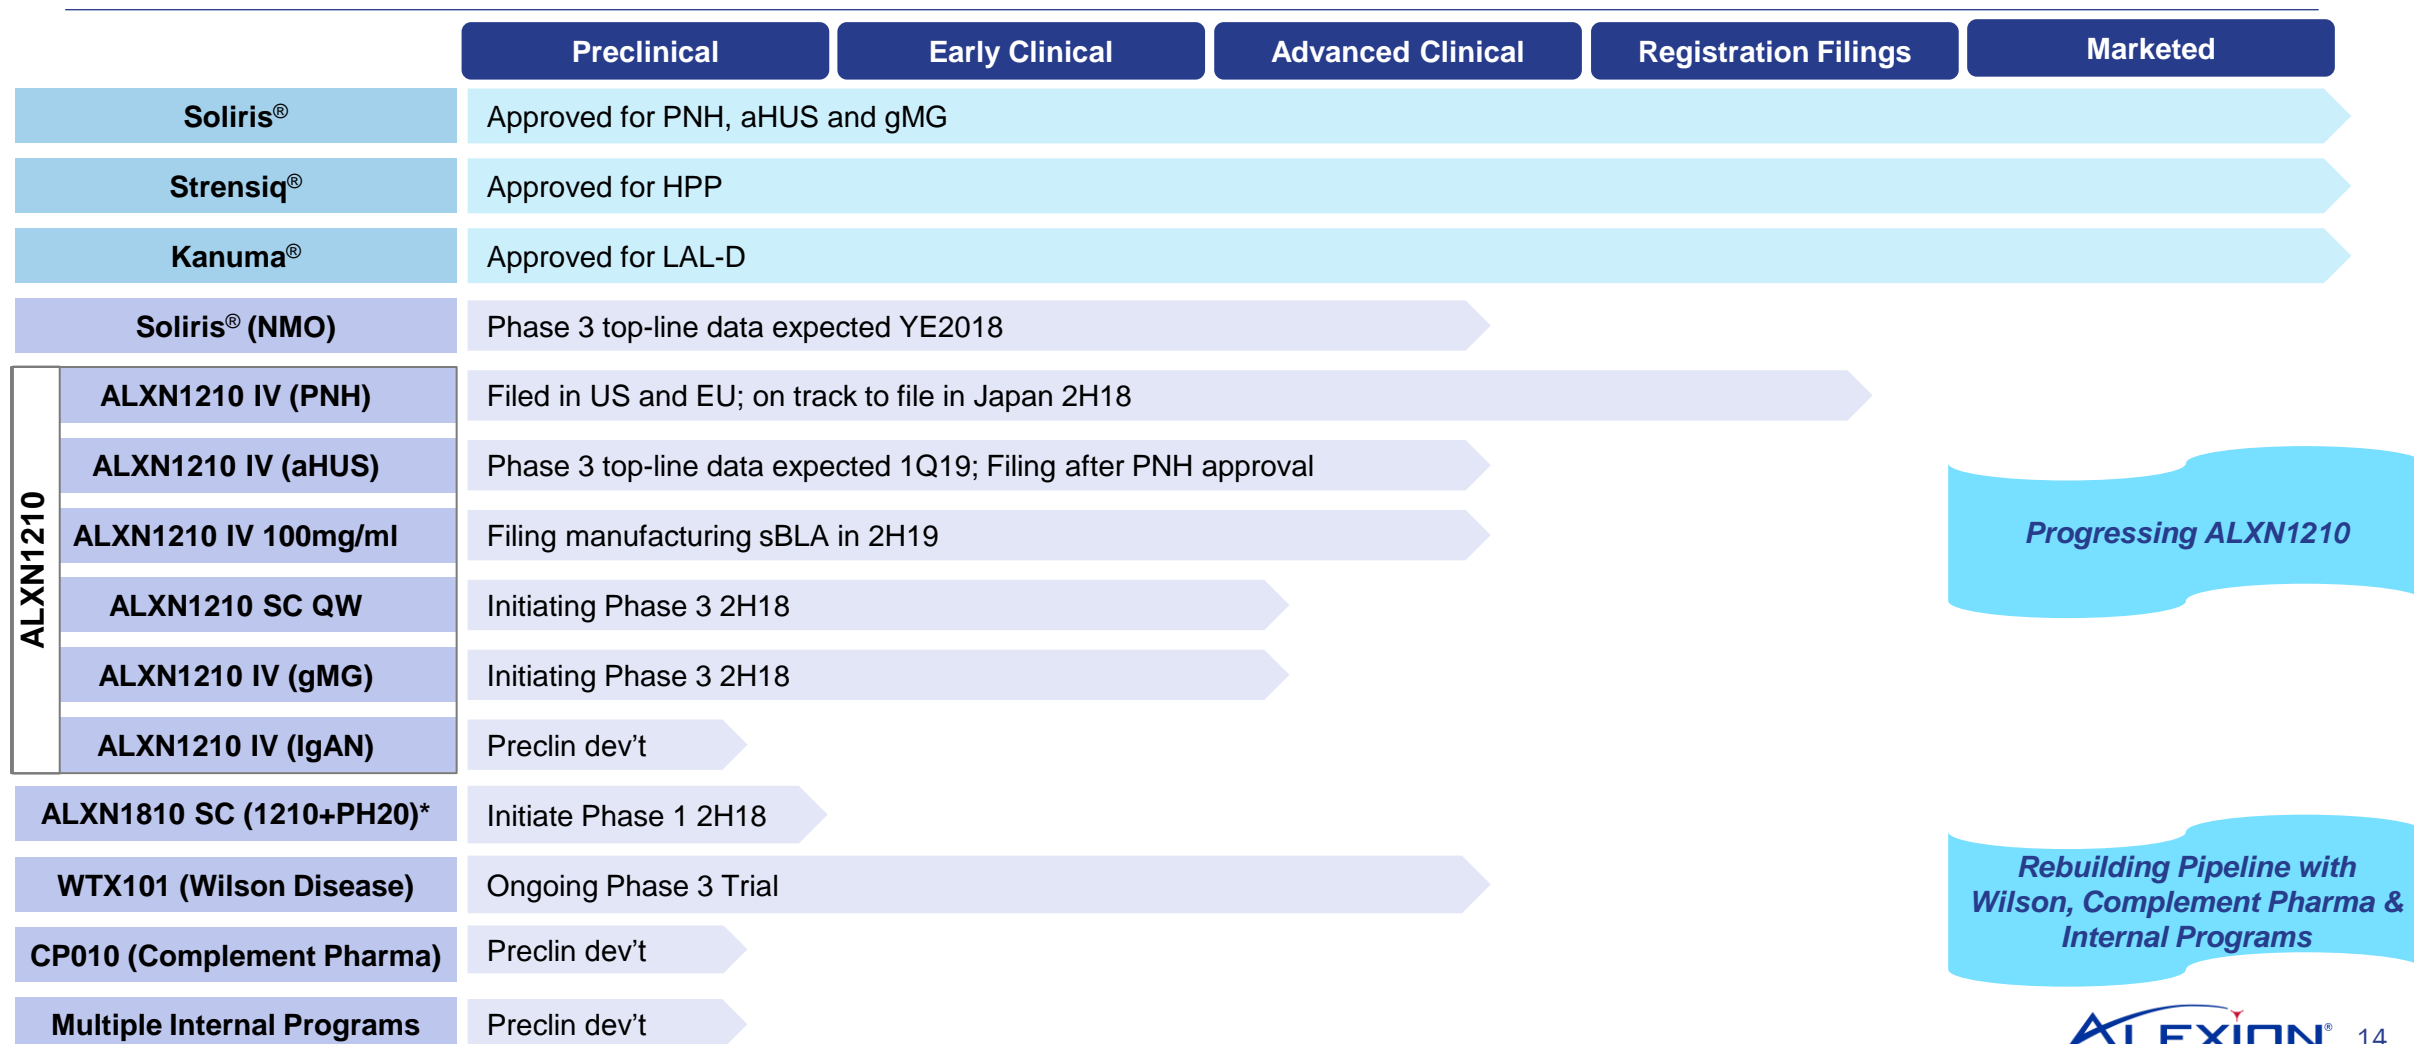 Preclinical
Early Clinical
Advanced Clinical
Registration Filings
Marketed
Soliris®
Approved for PNH, aHUS and gMG
Strensiq®
Approved for HPP
Kanuma®
Approved for LAL-D
Soliris® (NMO)
Phase 3 top-line data expected YE2018
ALXN1210
ALXN1210 IV (PNH)
Filed in US and EU; on track to file in Japan 2H18
ALXN1210 IV (aHUS)
Phase 3 top-line data expected 1Q19; Filing after PNH approval
ALXN1210 IV 100mg/ml
Filing manufacturing sBLA in 2H19
ALXN1210 SC QW
Initiating Phase 3 2H18
ALXN1210 IV (gMG)
Initiating Phase 3 2H18
ALXN1210 IV (IgAN)
Preclin dev’t
Progressing ALXN1210
ALXN1810 SC (1210+PH20)*
Initiate Phase 1 2H18
WTX101 (Wilson Disease)
Ongoing Phase 3 Trial
CP010 (Complement Pharma)
Preclin dev’t
Multiple Internal Programs
Preclin dev’t
Rebuilding Pipeline with
Wilson, Complement Pharma &
Internal Programs
ALEXION®
14